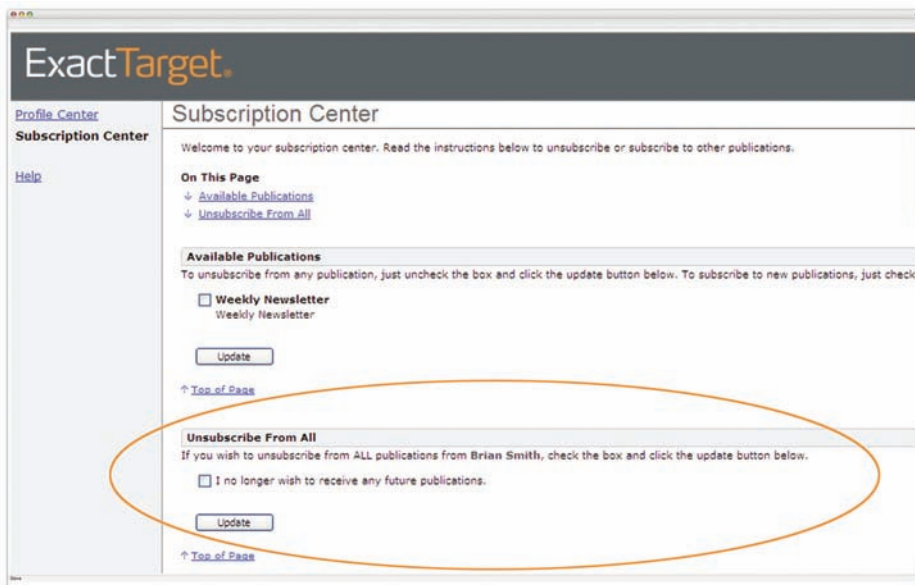 ExactTarget®
Profile Center
Subscription Center
Help
Subscription Center
Welcome to your subscription center. Read the instructions below to unsubscribe or subscribe to other publications.
On This Page
↓ Available Publications
↓ Unsubscribe From All
Available Publications
To unsubscribe from any publication, just uncheck the box and click the update button below. To subscribe to new publications, just check
Weekly Newsletter
Weekly Newsletter
Update
↑ Top of Page
Unsubscribe From All
If you wish to unsubscribe from ALL publications from Brian Smith, check the box and click the update button below.
I no longer wish to receive any future publications.
Update
↑ Top of Page
Done